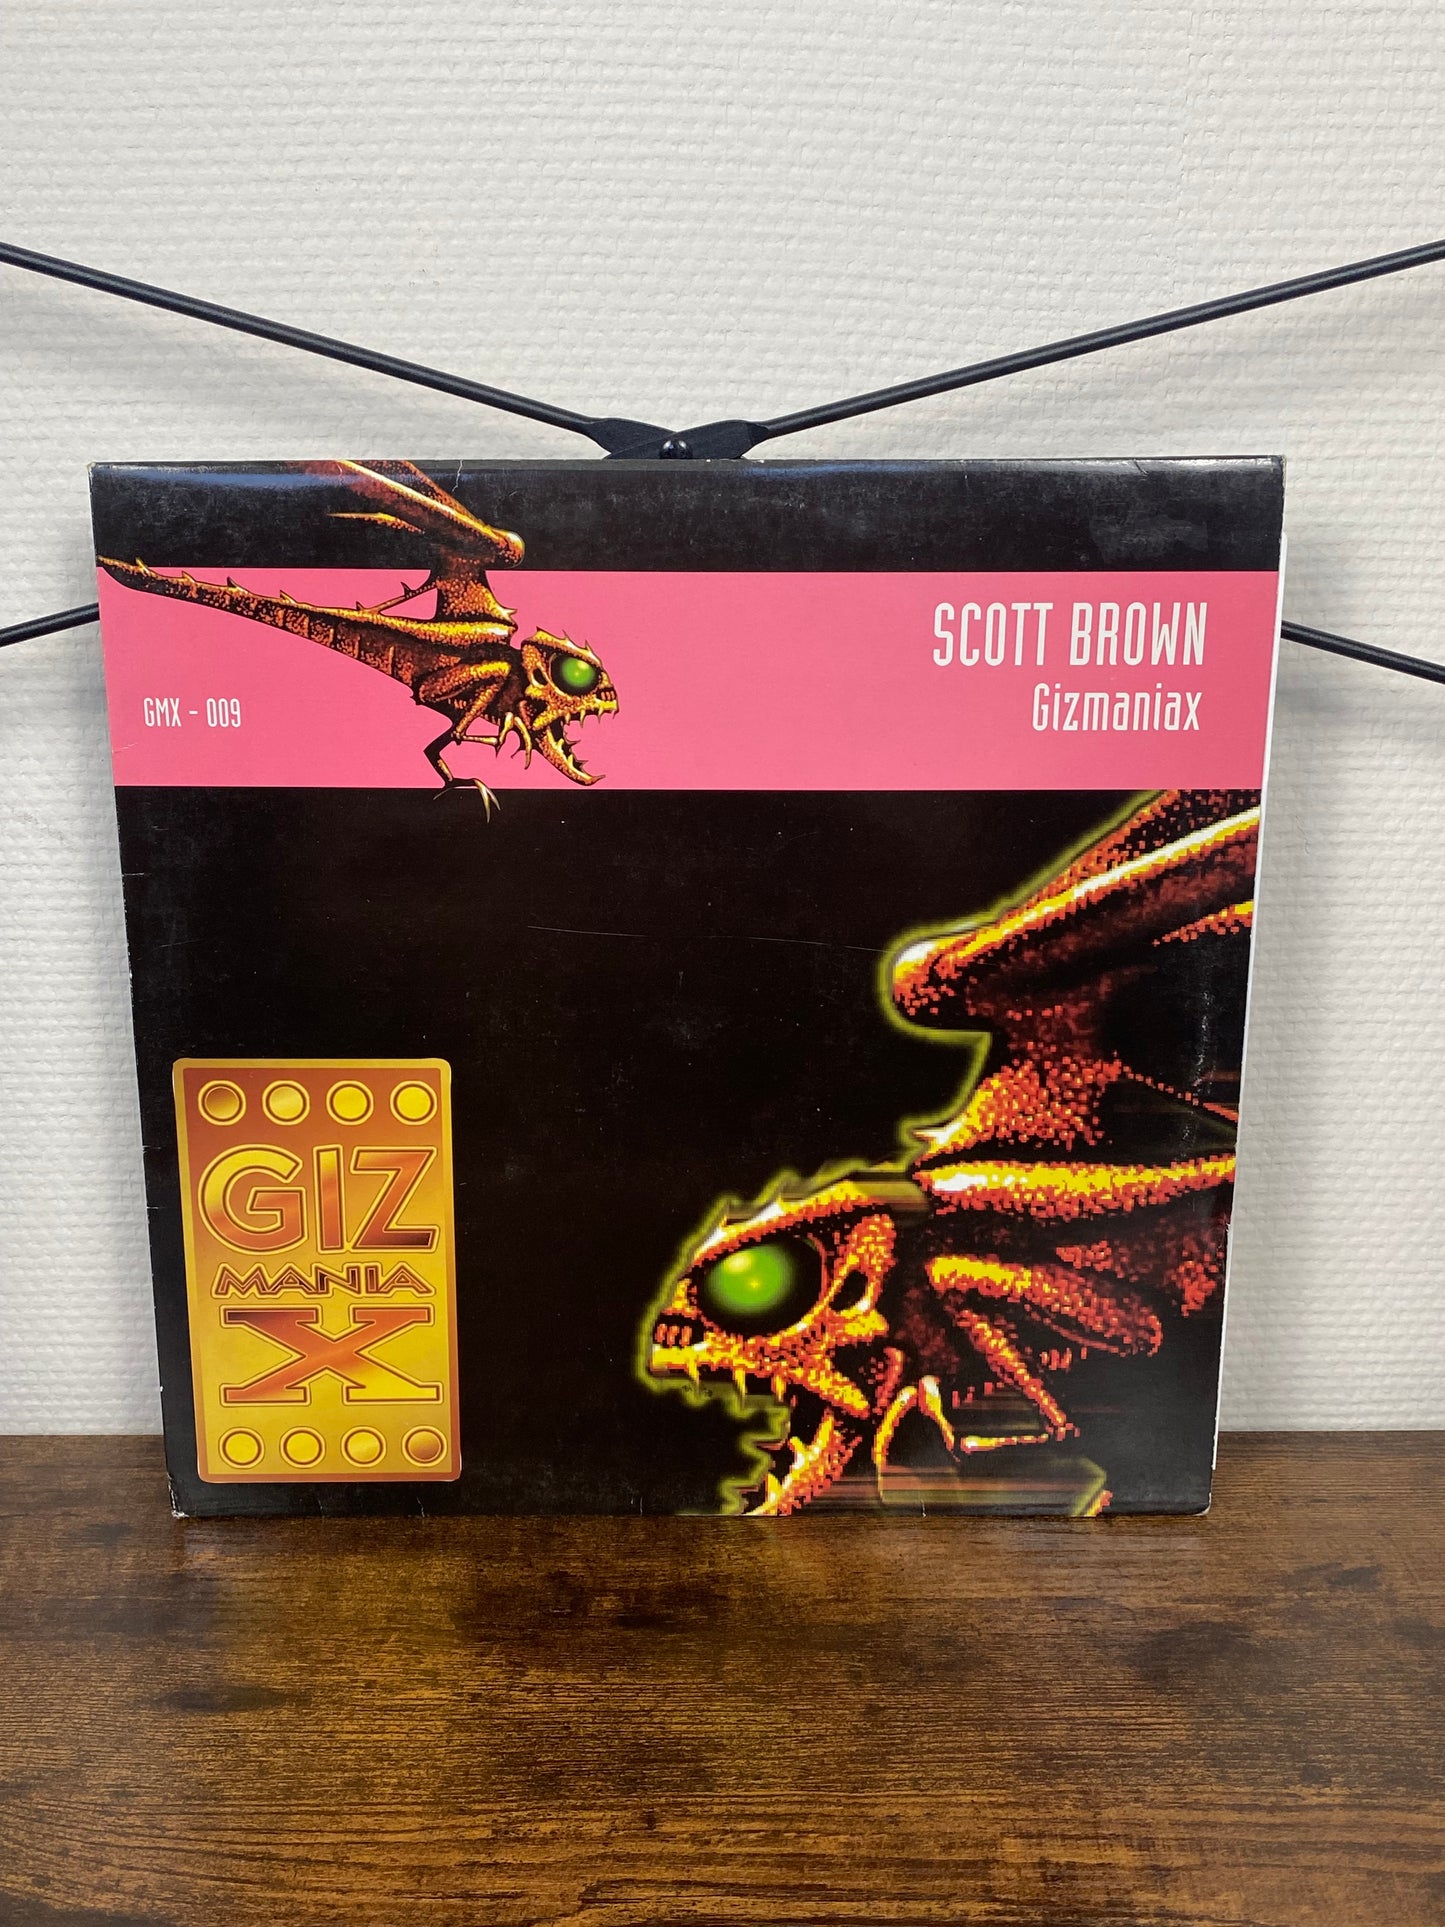 SCOTT BROWN
Gizmaniax
GMX - 009
GIZ
MANIA
X